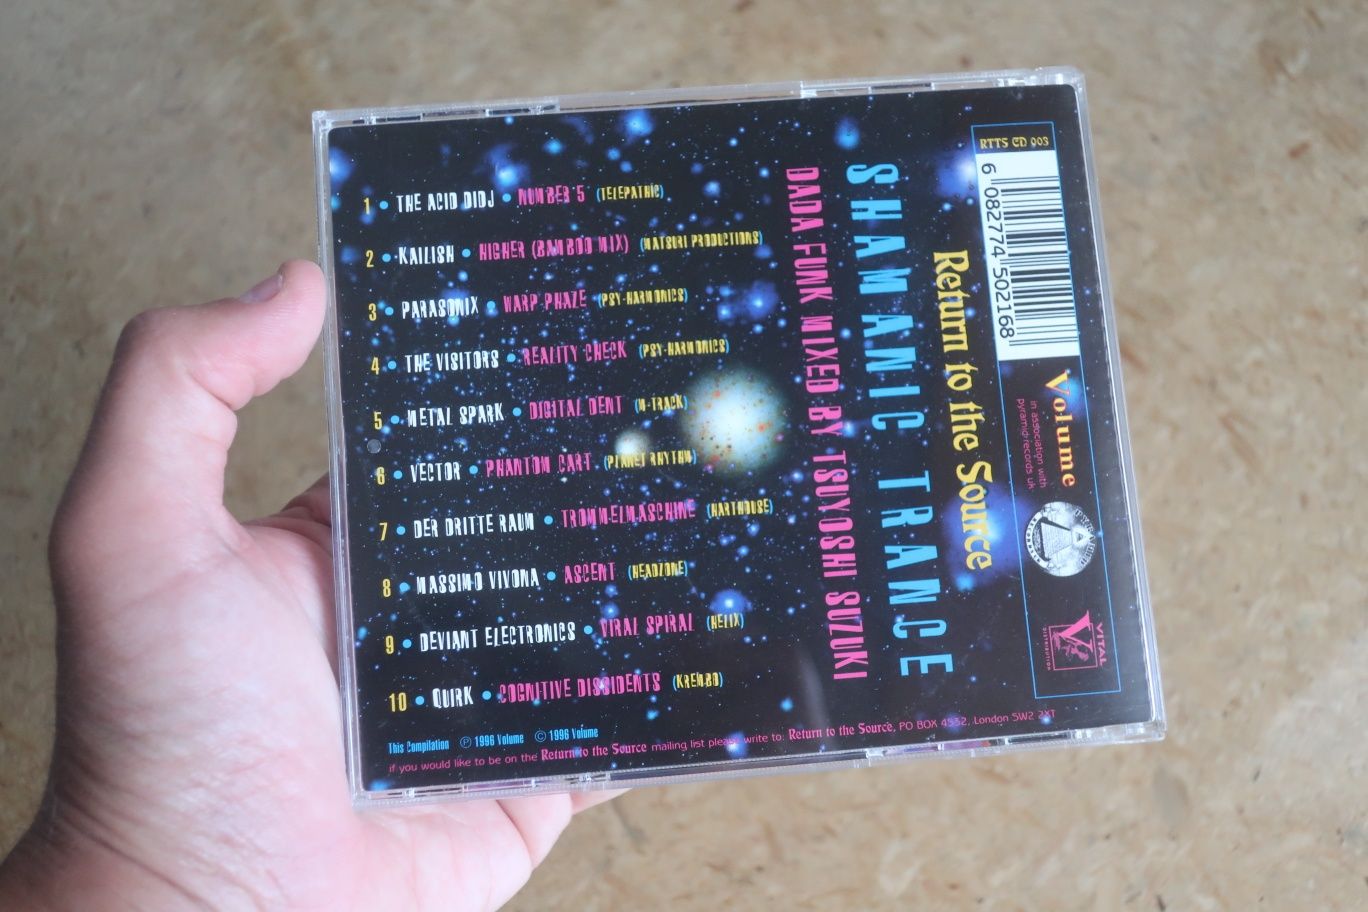 1 • THE ACID DIDJ • NUMBER 5 (TELEPATHIC)
2 • KAILISH • HIGHER (BAMBOO MIX) (MATSURI PRODUCTIONS)
3 • PARASONIX • WARP PHAZE (PSY-HARMONICS)
4 • THE VISITORS • REALITY CHECK (PSY-HARMONICS)
5 • METAL SPARK • DIGITAL DENT (M-TRACK)
6 • VECTOR • PHANTOM CART (PLANET RHYTHM)
7 • DER DRITTE RAUM • TROMMELMASCHINE (HARTHOUSE)
8 • MASSIMO VIVONA • ASCENT (HEADZONE)
9 • DEVIANT ELECTRONICS • VIRAL SPIRAL (HELIX)
10 • QUIRK • COGNITIVE DISSIDENTS (KREMBO)
This Compilation ℗ 1996 Volume © 1996 Volume
if you would like to be on the Return to the Source mailing list please write to: Return to the Source, PO BOX 4532, London SW2 2XT
DADA FUNK MIXED BY TSUYOSHI SUZUKI
SHAMANIC TRANCE
Return to the Source
RTTS CD 003
6 082774 502168
Volume
in association with
pyramid records uk
VITAL
DISTRIBUTION